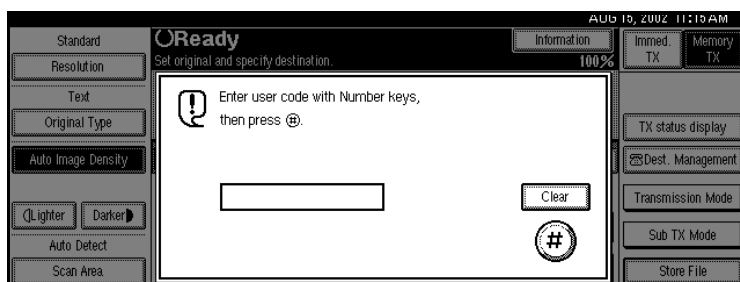 AUG 15, 2002 11:15AM
Standard
Resolution
Text
Original Type
Auto Image Density
Lighter
Darker
Auto Detect
Scan Area
Ready
Set original and specify destination.
Information
100%
Enter user code with Number keys,
then press #.
Clear
#
Immed.
TX
Memory
TX
TX status display
Dest. Management
Transmission Mode
Sub TX Mode
Store File